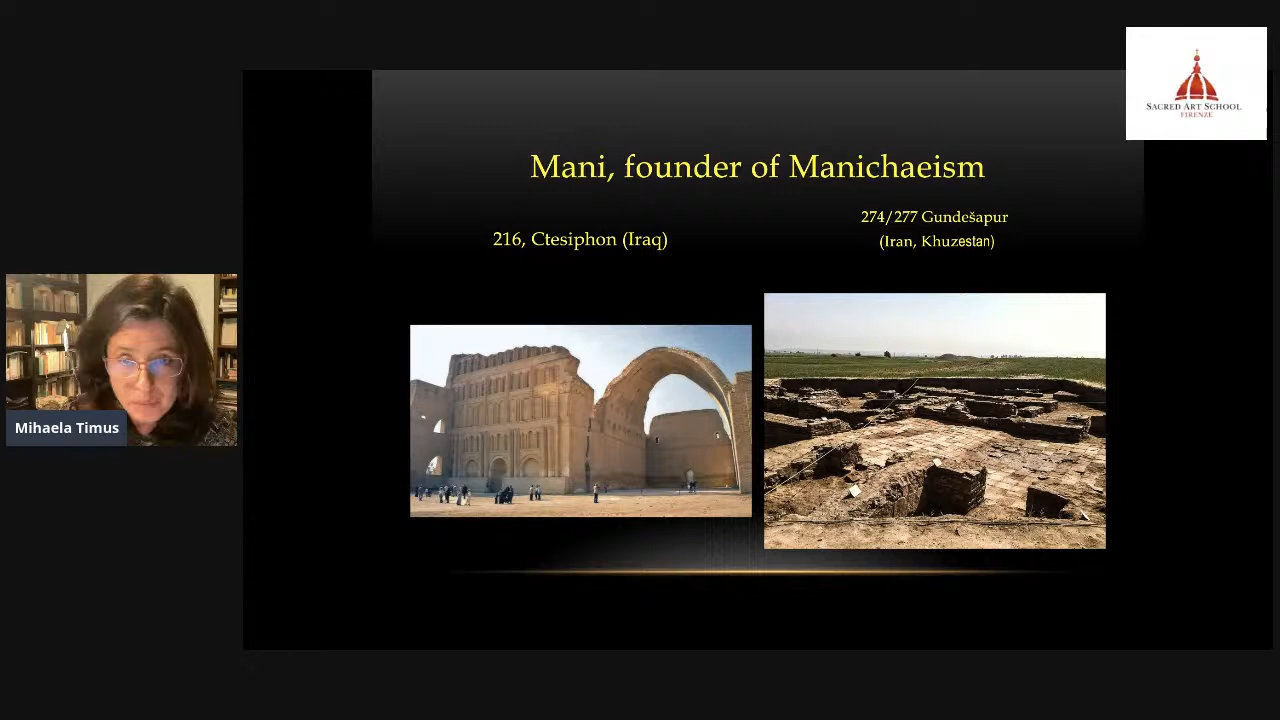 SACRED ART SCHOOL
FIRENZE
Mani, founder of Manichaeism
216, Ctesiphon (Iraq)
274/277 Gundešapur
(Iran, Khuzestan)
Mihaela Timus